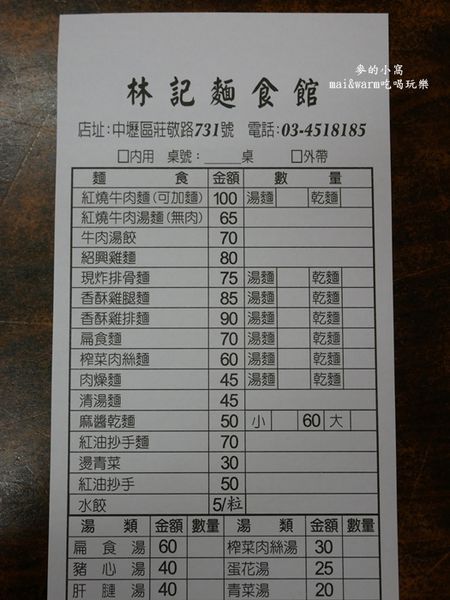 麥的小窩
mai&warm吃喝玩樂
林記麵食館
店址:中壢區莊敬路731號 電話:03-4518185
□內用 桌號:_____桌 □外帶
麵 食 金額 數 量
紅燒牛肉麵(可加麵) 100 湯麵 乾麵
紅燒牛肉湯麵(無肉) 65
牛肉湯餃 70
紹興雞麵 80
現炸排骨麵 75 湯麵 乾麵
香酥雞腿麵 85 湯麵 乾麵
香酥雞排麵 90 湯麵 乾麵
扁食麵 70 湯麵 乾麵
榨菜肉絲麵 60 湯麵 乾麵
肉燥麵 45 湯麵 乾麵
清湯麵 45
麻醬乾麵 50 小 60 大
紅油抄手麵 70
燙青菜 30
紅油抄手 50
水餃 5/粒
湯 類 金額 數量 湯 類 金額 數量
扁食湯 60 榨菜肉絲湯 30
豬心湯 40 蛋花湯 25
肝腱湯 40 青菜湯 20